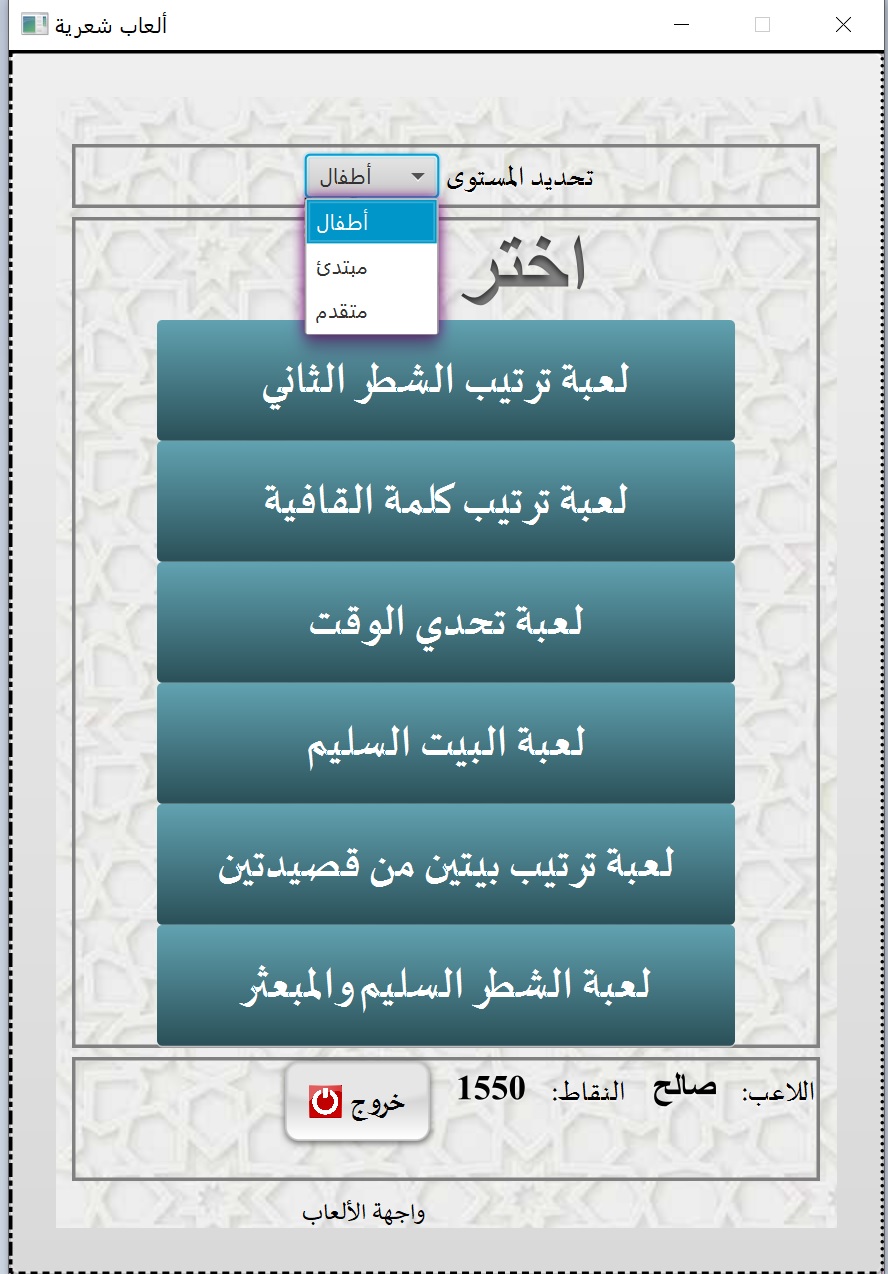 ألعاب شعرية
تحديد المستوى أطفال
أطفال
مبتدئ
متقدم
اختر
لعبة ترتيب الشطر الثاني
لعبة ترتيب كلمة القافية
لعبة تحدي الوقت
لعبة البيت السليم
لعبة ترتيب بيتين من قصيدتين
لعبة الشطر السليم والمبعثر
اللاعب: صالح النقاط: 1550 خروج
واجهة الألعاب